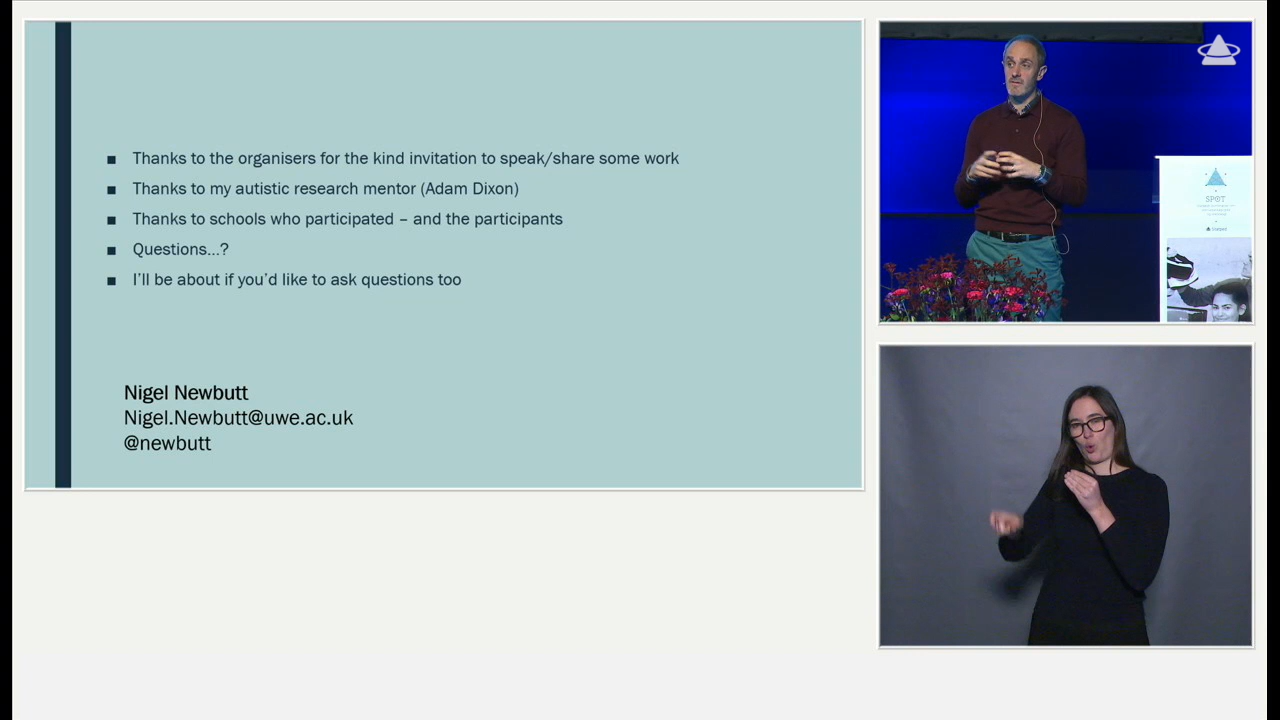 Thanks to the organisers for the kind invitation to speak/share some work
Thanks to my autistic research mentor (Adam Dixon)
Thanks to schools who participated – and the participants
Questions...?
I'll be about if you'd like to ask questions too
Nigel Newbutt
Nigel.Newbutt@uwe.ac.uk
@newbutt
SPOT